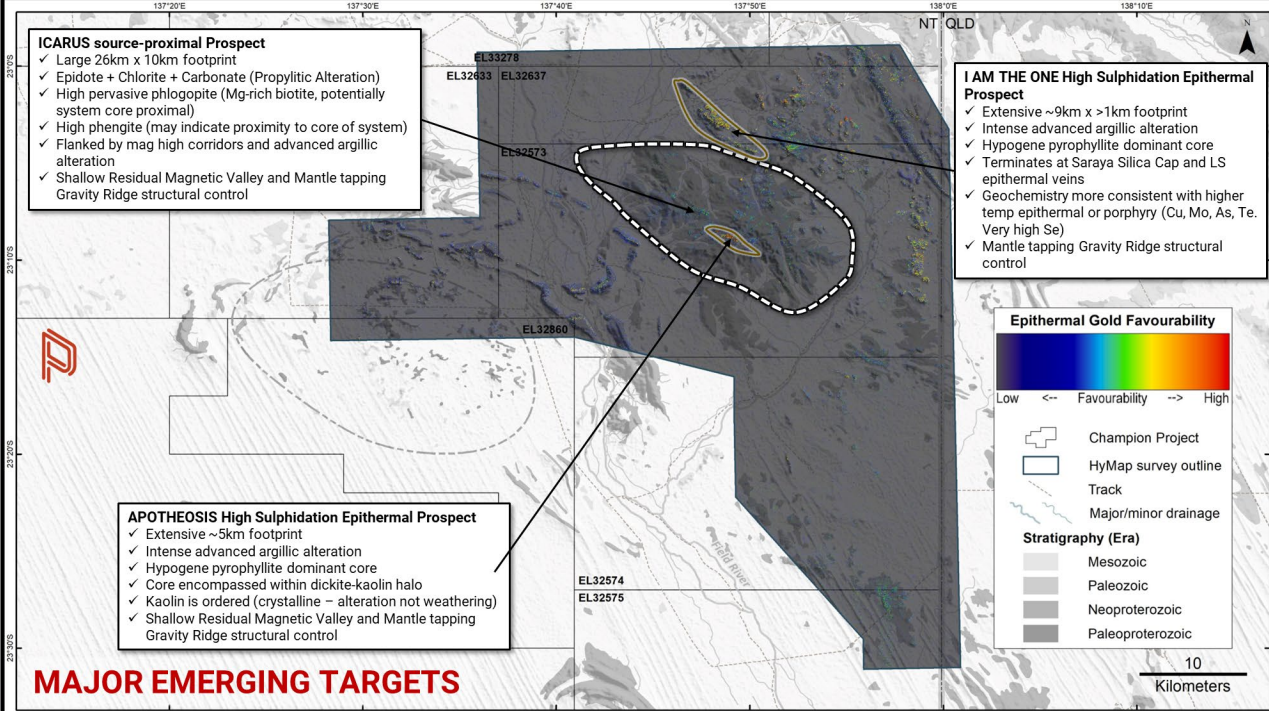 137°20'E
137°30'E
137°40'E
137°50'E
138°0'E
138°10'E
NT QLD
N
23°0'S
23°10'S
23°20'S
23°30'S
ICARUS source-proximal Prospect
✓ Large 26km x 10km footprint
✓ Epidote + Chlorite + Carbonate (Propylitic Alteration)
✓ High pervasive phlogopite (Mg-rich biotite, potentially
system core proximal)
✓ High phengite (may indicate proximity to core of system)
✓ Flanked by mag high corridors and advanced argillic
alteration
✓ Shallow Residual Magnetic Valley and Mantle tapping
Gravity Ridge structural control
EL33278
EL32633
EL32637
EL32573
EL32860
EL32574
EL32575
Field River
I AM THE ONE High Sulphidation Epithermal
Prospect
✓ Extensive ~9km x >1km footprint
✓ Intense advanced argillic alteration
✓ Hypogene pyrophyllite dominant core
✓ Terminates at Saraya Silica Cap and LS
epithermal veins
✓ Geochemistry more consistent with higher
temp epithermal or porphyry (Cu, Mo, As, Te.
Very high Se)
✓ Mantle tapping Gravity Ridge structural
control
APOTHEOSIS High Sulphidation Epithermal Prospect
✓ Extensive ~5km footprint
✓ Intense advanced argillic alteration
✓ Hypogene pyrophyllite dominant core
✓ Core encompassed within dickite-kaolin halo
✓ Kaolin is ordered (crystalline – alteration not weathering)
✓ Shallow Residual Magnetic Valley and Mantle tapping
Gravity Ridge structural control
Epithermal Gold Favourability
Low <-- Favourability --> High
Champion Project
HyMap survey outline
Track
Major/minor drainage
Stratigraphy (Era)
Mesozoic
Paleozoic
Neoproterozoic
Paleoproterozoic
10
Kilometers
MAJOR EMERGING TARGETS